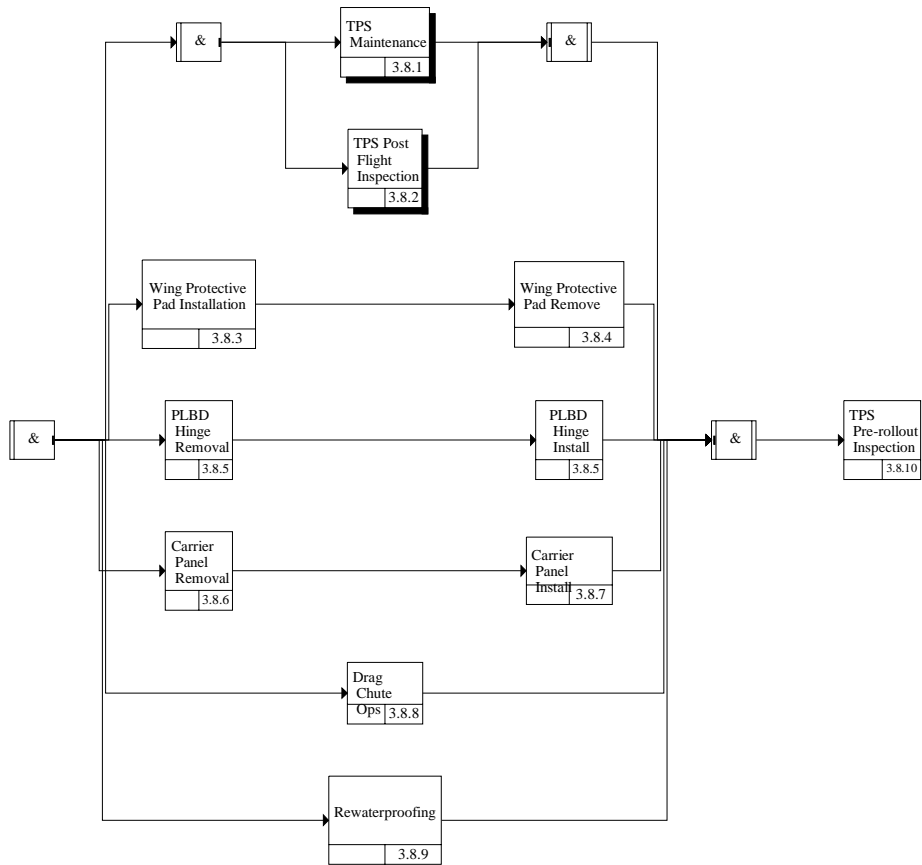 &
TPS
Maintenance
3.8.1
&
TPS Post
Flight
Inspection
3.8.2
Wing Protective
Pad Installation
3.8.3
Wing Protective
Pad Remove
3.8.4
&
PLBD
Hinge
Removal
3.8.5
PLBD
Hinge
Install
3.8.5
&
TPS
Pre-rollout
Inspection
3.8.10
Carrier
Panel
Removal
3.8.6
Carrier
Panel
Install
3.8.7
Drag
Chute
Ops
3.8.8
Rewaterproofing
3.8.9